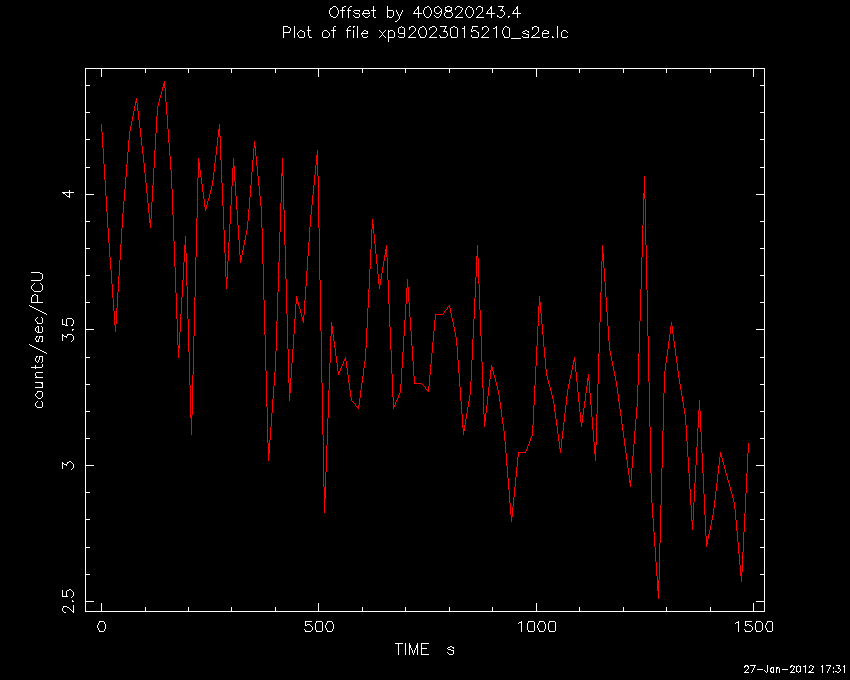 Offset by 409820243.4
Plot of file xp92023015210_s2e.lc
counts/sec/PCU
4
3.5
3
2.5
0 500 1000 1500
TIME s
27-Jan-2012 17:31